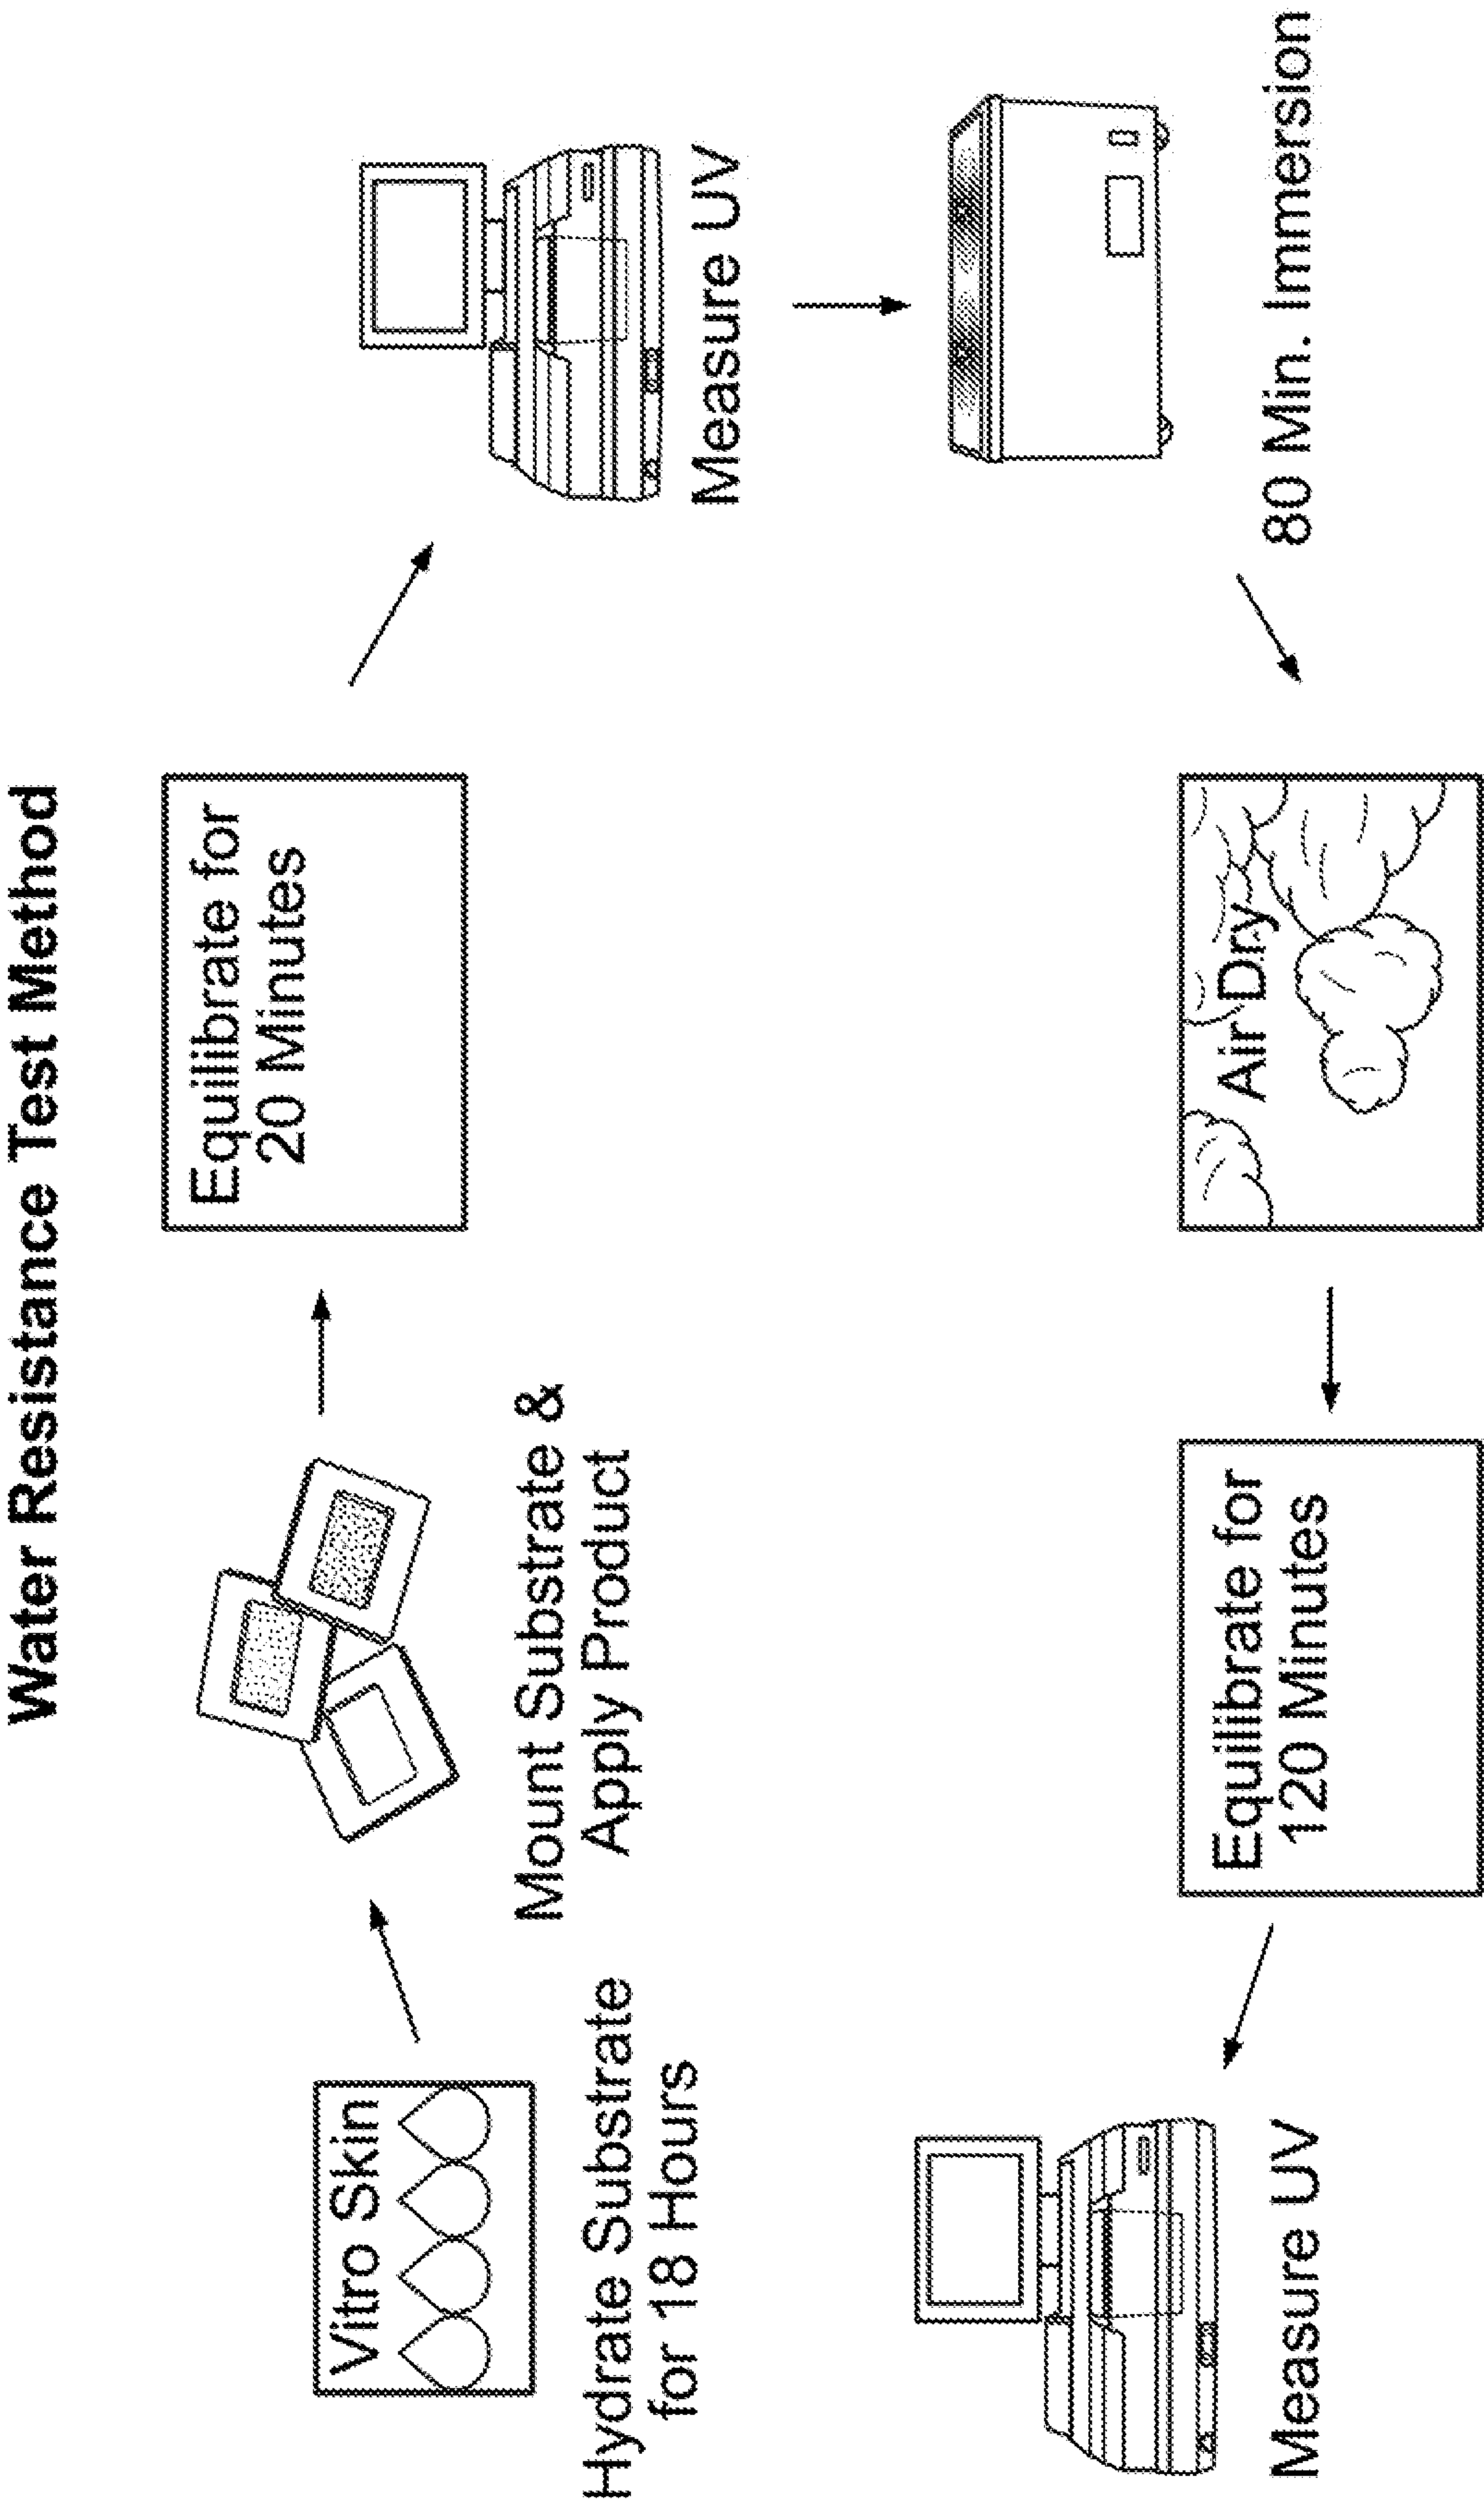 Water Resistance Test Method
Vitro Skin
Hydrate Substrate
for 18 Hours
Mount Substrate &
Apply Product
Equilibrate for
20 Minutes
Measure UV
80 Min. Immersion
Air Dry
Equilibrate for
120 Minutes
Measure UV